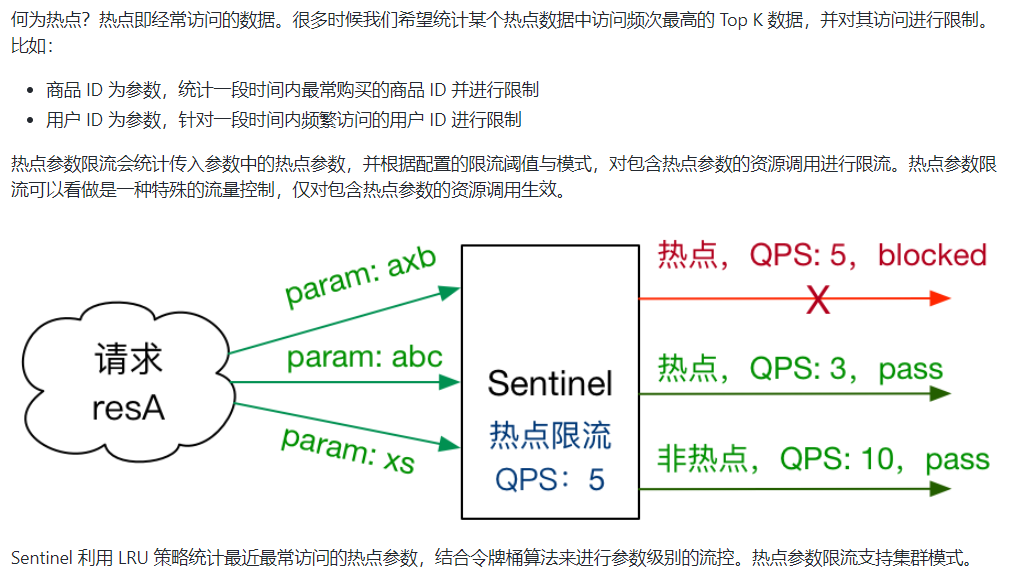 何为热点？热点即经常访问的数据。很多时候我们希望统计某个热点数据中访问频次最高的 Top K 数据，并对其访问进行限制。
比如：
• 商品 ID 为参数，统计一段时间内最常购买的商品 ID 并进行限制
• 用户 ID 为参数，针对一段时间内频繁访问的用户 ID 进行限制
热点参数限流会统计传入参数中的热点参数，并根据配置的限流阈值与模式，对包含热点参数的资源调用进行限流。热点参数限
流可以看做是一种特殊的流量控制，仅对包含热点参数的资源调用生效。
请求
resA
param: axb
param: abc
param: xs
Sentinel
热点限流
QPS：5
热点，QPS: 5，blocked
X
热点，QPS: 3，pass
非热点，QPS: 10，pass
Sentinel 利用 LRU 策略统计最近最常访问的热点参数，结合令牌桶算法来进行参数级别的流控。热点参数限流支持集群模式。